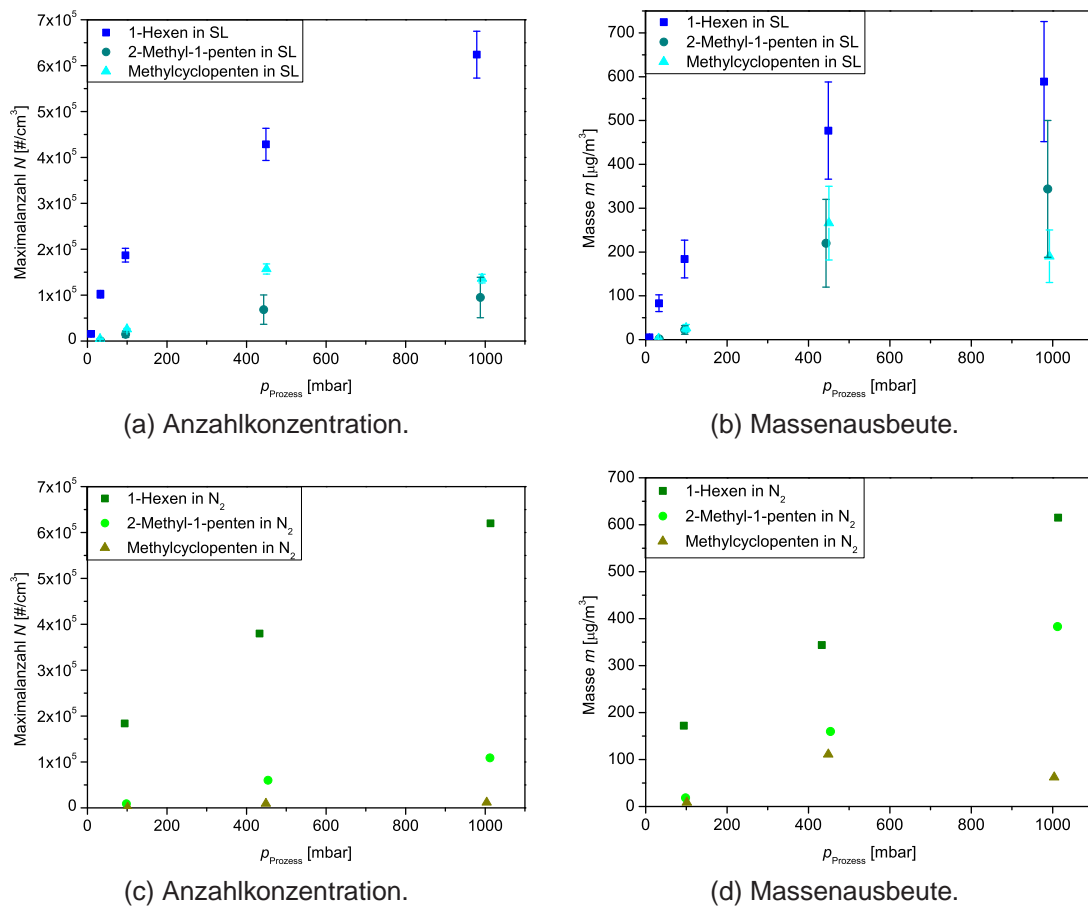 1-Hexen in SL
2-Methyl-1-penten in SL
Methylcyclopenten in SL
7x10⁵
6x10⁵
5x10⁵
4x10⁵
3x10⁵
2x10⁵
1x10⁵
0
Maximalanzahl N [#/cm³]
0 200 400 600 800 1000
pProzess [mbar]
(a) Anzahlkonzentration.
1-Hexen in SL
2-Methyl-1-penten in SL
Methylcyclopenten in SL
700
600
500
400
300
200
100
0
Masse m [µg/m³]
0 200 400 600 800 1000
pProzess [mbar]
(b) Massenausbeute.
1-Hexen in N₂
2-Methyl-1-penten in N₂
Methylcyclopenten in N₂
7x10⁵
6x10⁵
5x10⁵
4x10⁵
3x10⁵
2x10⁵
1x10⁵
0
Maximalanzahl N [#/cm³]
0 200 400 600 800 1000
pProzess [mbar]
(c) Anzahlkonzentration.
1-Hexen in N₂
2-Methyl-1-penten in N₂
Methylcyclopenten in N₂
700
600
500
400
300
200
100
0
Masse m [µg/m³]
0 200 400 600 800 1000
pProzess [mbar]
(d) Massenausbeute.